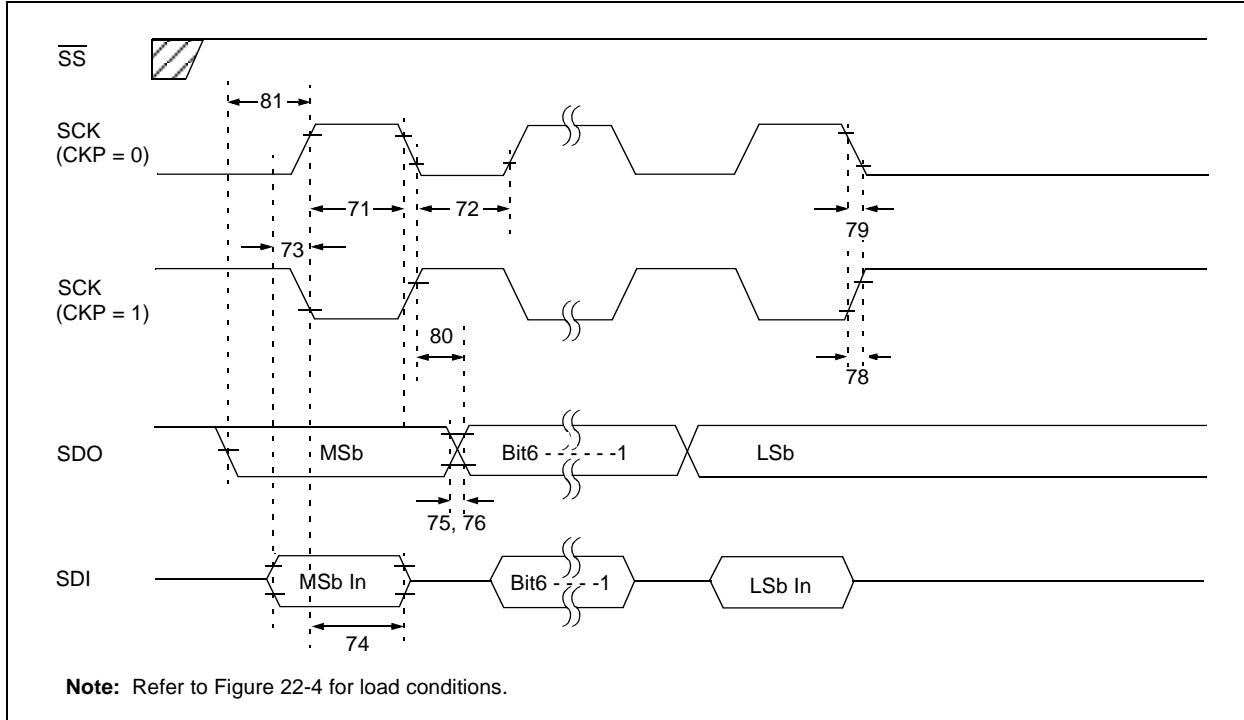 SS
81
SCK
(CKP = 0)
71
72
79
73
SCK
(CKP = 1)
80
78
SDO
MSb
Bit6 - - - - - -1
LSb
75, 76
SDI
MSb In
Bit6 - - - - -1
LSb In
74
Note: Refer to Figure 22-4 for load conditions.